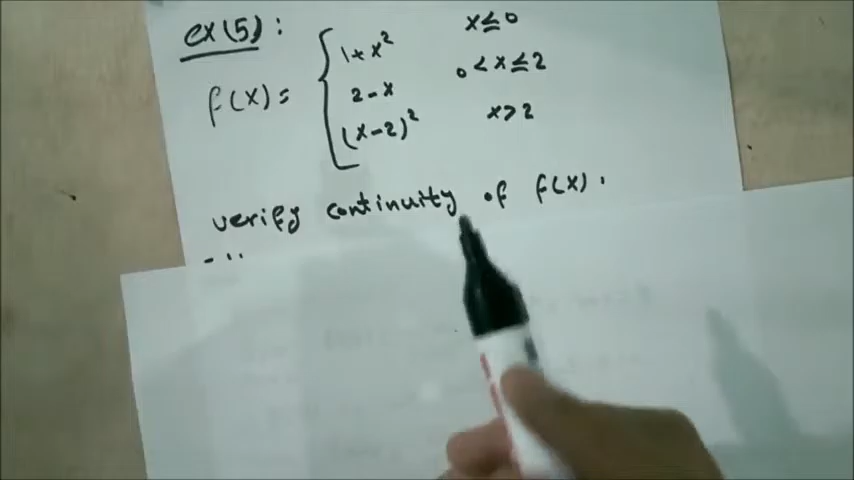 ex(5):
f(x)= { 1+x² x≤0
2-x 0<x≤2
(x-2)² x>2
verify continuity of f(x).